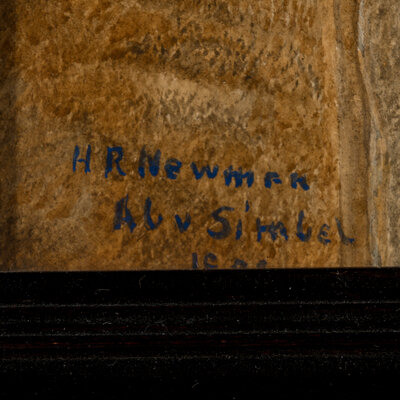 H R Newman
Abu Simbel